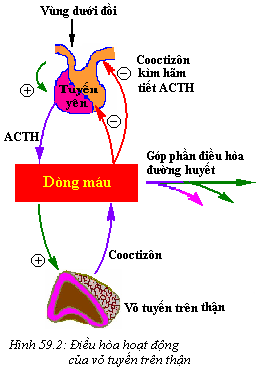 Vùng dưới đồi
Cooctizôn
kìm hãm
tiết ACTH
+
−
Tuyến
yên
−
ACTH
Góp phần điều hòa
đường huyết
Dòng máu
Cooctizôn
+
Vỏ tuyến trên thận
Hình 59.2: Điều hòa hoạt động
của vỏ tuyến trên thận